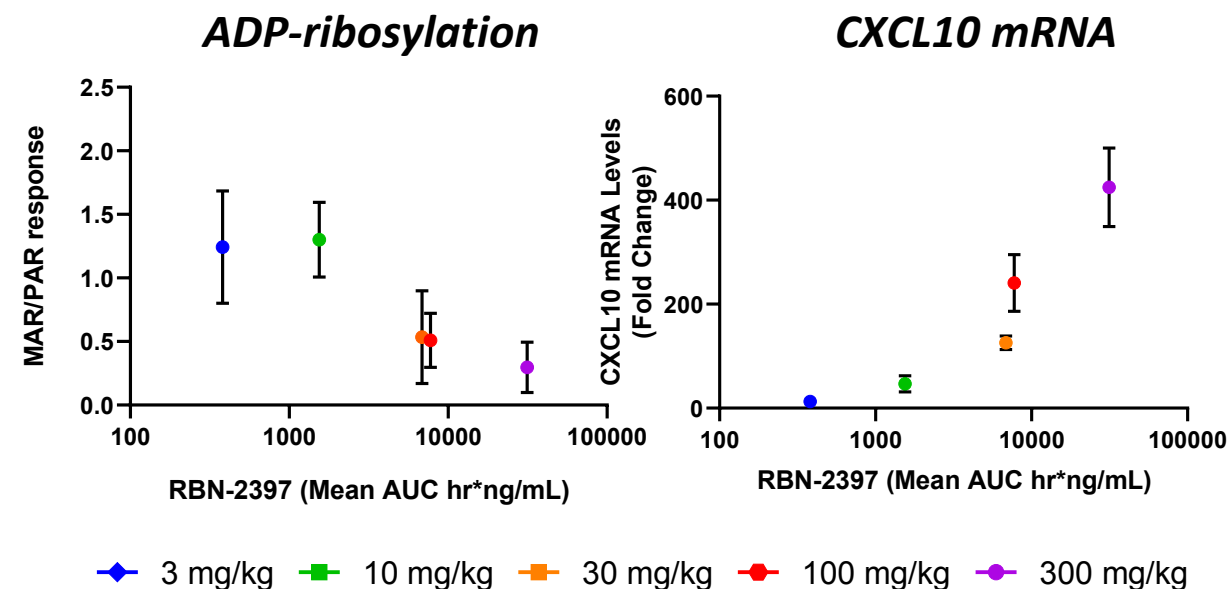 ADP-ribosylation
MAR/PAR response
2.5
2.0
1.5
1.0
0.5
0.0
100 1000 10000 100000
RBN-2397 (Mean AUC hr*ng/mL)
CXCL10 mRNA
CXCL10 mRNA Levels
(Fold Change)
600
400
200
0
100 1000 10000 100000
RBN-2397 (Mean AUC hr*ng/mL)
3 mg/kg 10 mg/kg 30 mg/kg 100 mg/kg 300 mg/kg